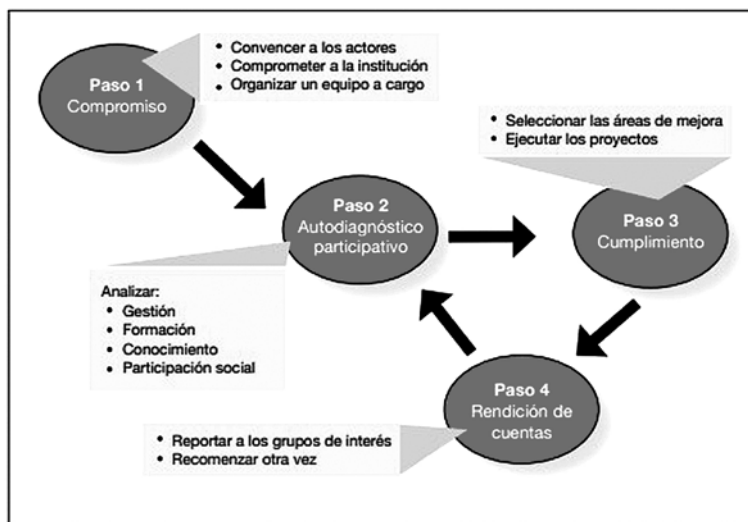 Paso 1
Compromiso
• Convencer a los actores
• Comprometer a la institución
• Organizar un equipo a cargo
Paso 2
Autodiagnóstico
participativo
Analizar:
• Gestión
• Formación
• Conocimiento
• Participación social
• Seleccionar las áreas de mejora
• Ejecutar los proyectos
Paso 3
Cumplimiento
Paso 4
Rendición de
cuentas
• Reportar a los grupos de interés
• Recomenzar otra vez